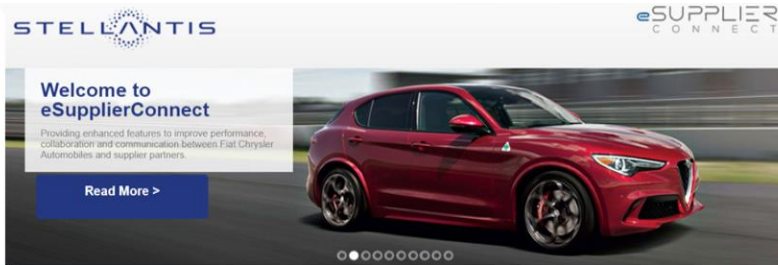 STELLANTIS
eSUPPLIER
CONNECT
Welcome to
eSupplierConnect
Providing enhanced features to improve performance,
collaboration and communication between Fiat Chrysler
Automobiles and supplier partners.
Read More >